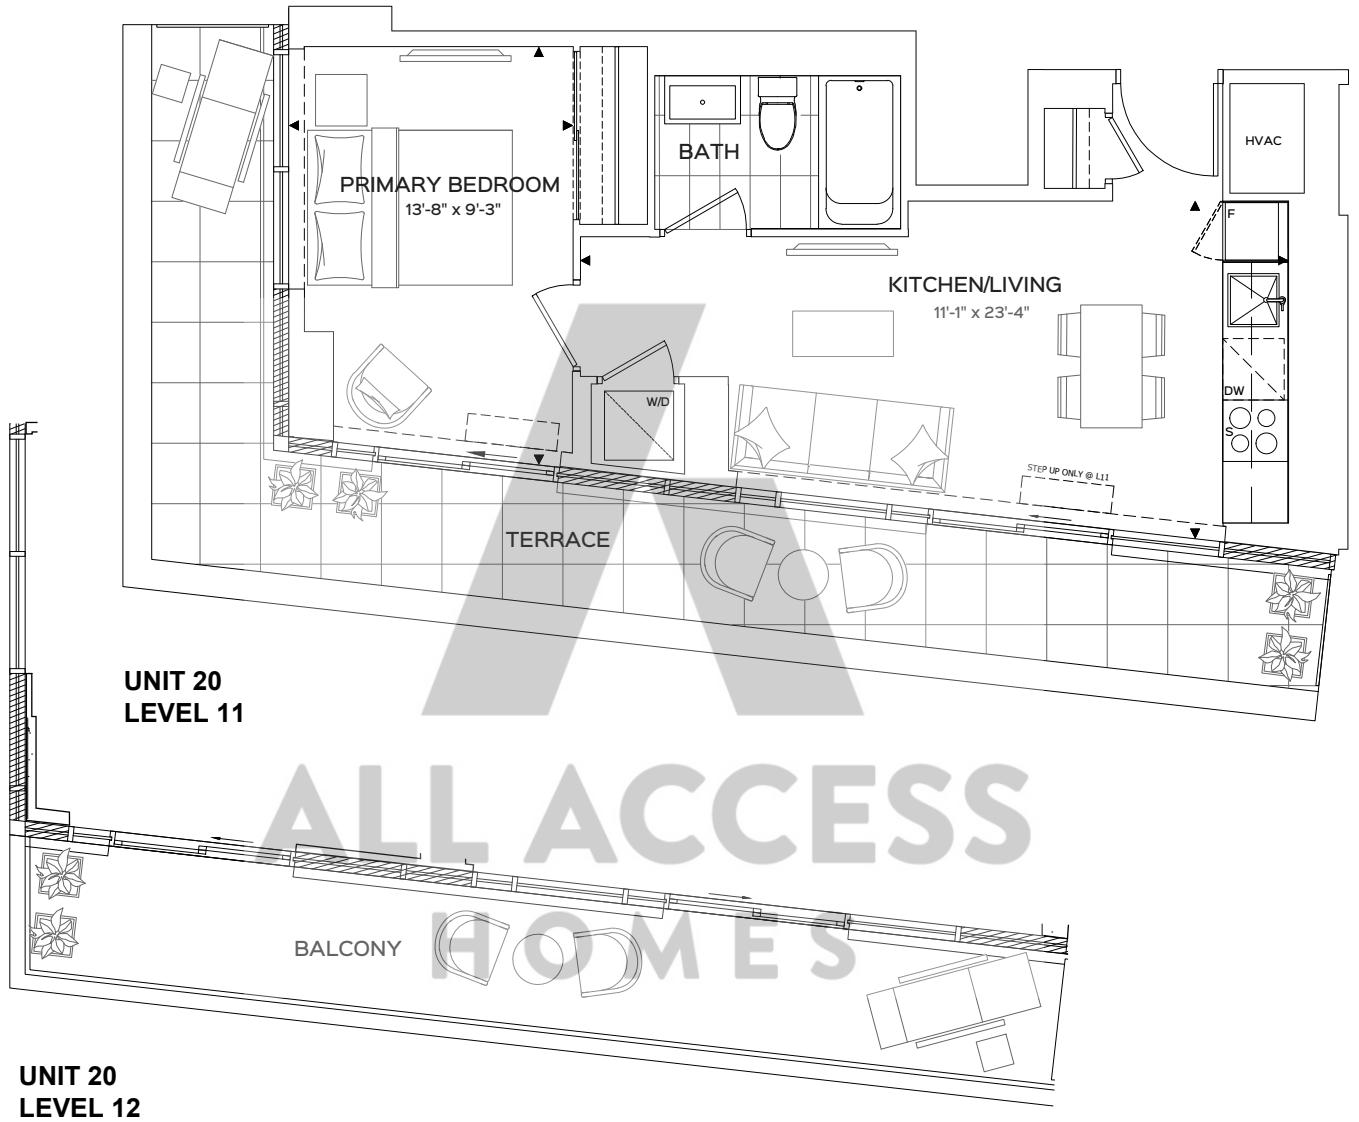 HVAC
BATH
PRIMARY BEDROOM
13'-8" x 9'-3"
F
KITCHEN/LIVING
11'-1" x 23'-4"
DW
W/D
S
STEP UP ONLY @ L11
TERRACE
UNIT 20
LEVEL 11
ALL ACCESS
HOMES
BALCONY
UNIT 20
LEVEL 12